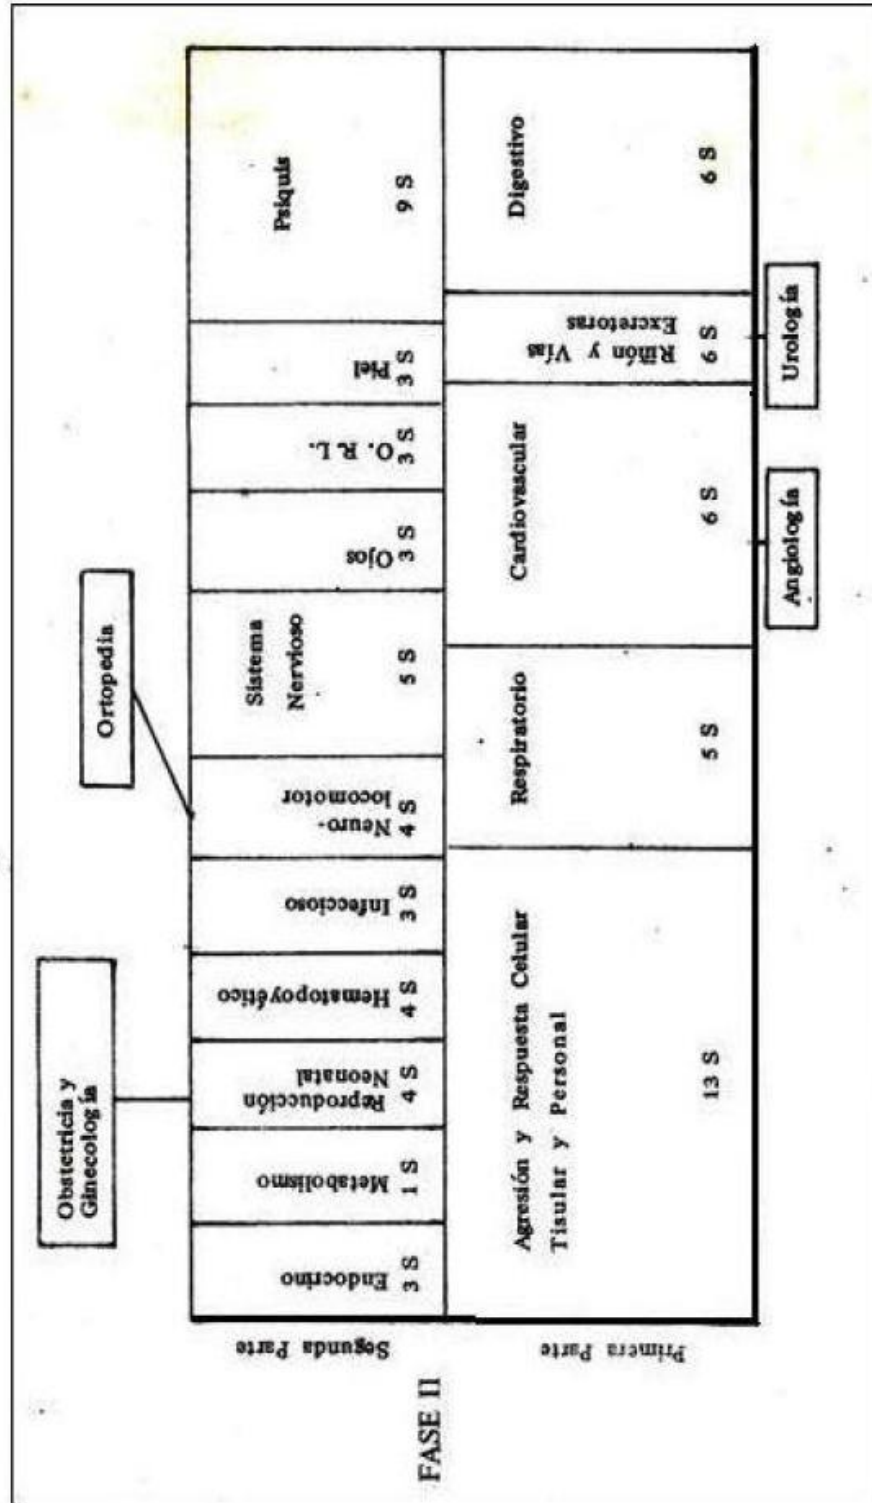 FASE II
Obstetricia y
Ginecología
Ortopedia
Segunda Parte
Endocrino
3 S
Metabolismo
1 S
Reproducción
Neonatal
4 S
Hematopoyético
4 S
Infeccioso
3 S
Neuro-
locomotor
4 S
Sistema
Nervioso
5 S
Ojos
3 S
O. R. L.
3 S
Piel
3 S
Psiquis
9 S
Primera Parte
Agresión y Respuesta Celular
Tisular y Personal
13 S
Respiratorio
5 S
Cardiovascular
6 S
Riñón y Vías
Excretoras
6 S
Digestivo
6 S
Angiología
Urología